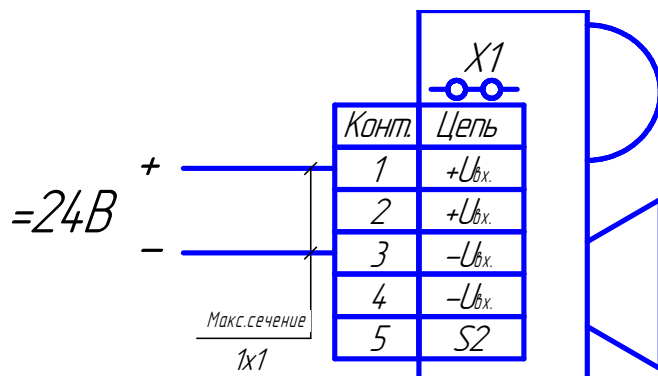 X1
Конт. Цепь
+ 1 +Uвх.
=24В 2 +Uвх.
− 3 −Uвх.
4 −Uвх.
Макс.сечение 5 S2
1х1